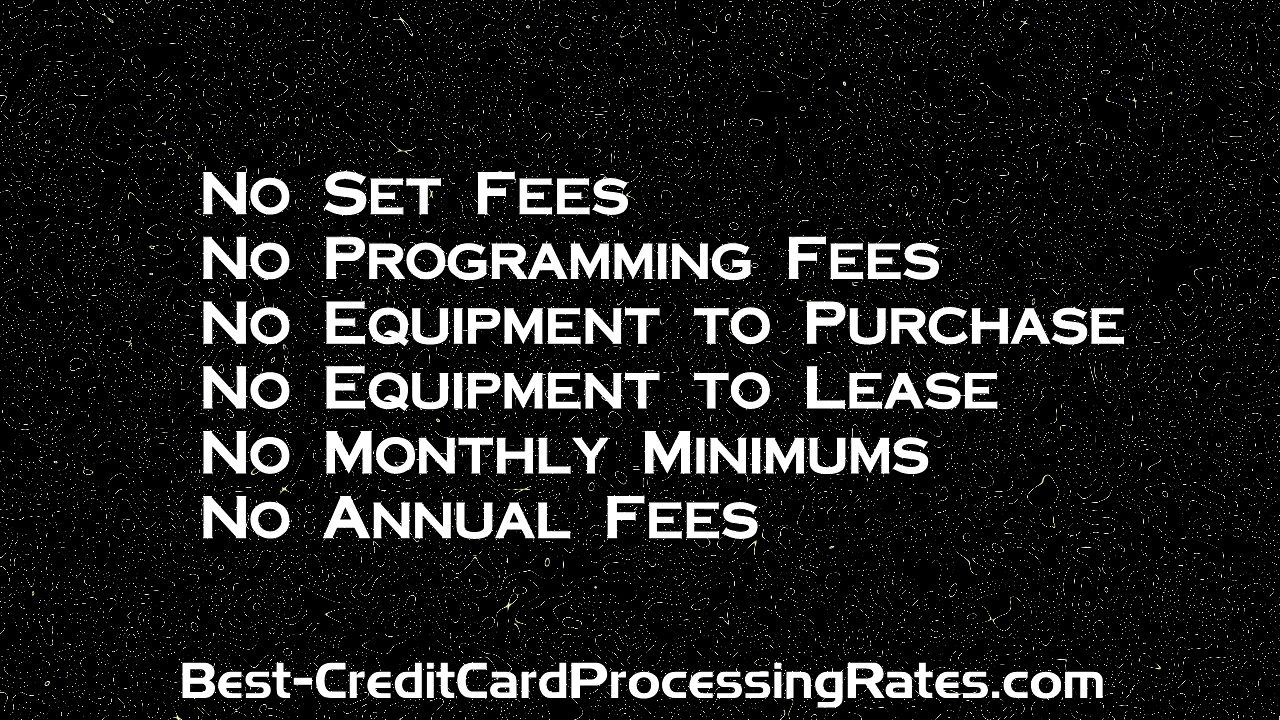 No Set Fees
No Programming Fees
No Equipment to Purchase
No Equipment to Lease
No Monthly Minimums
No Annual Fees
Best-CreditCardProcessingRates.com